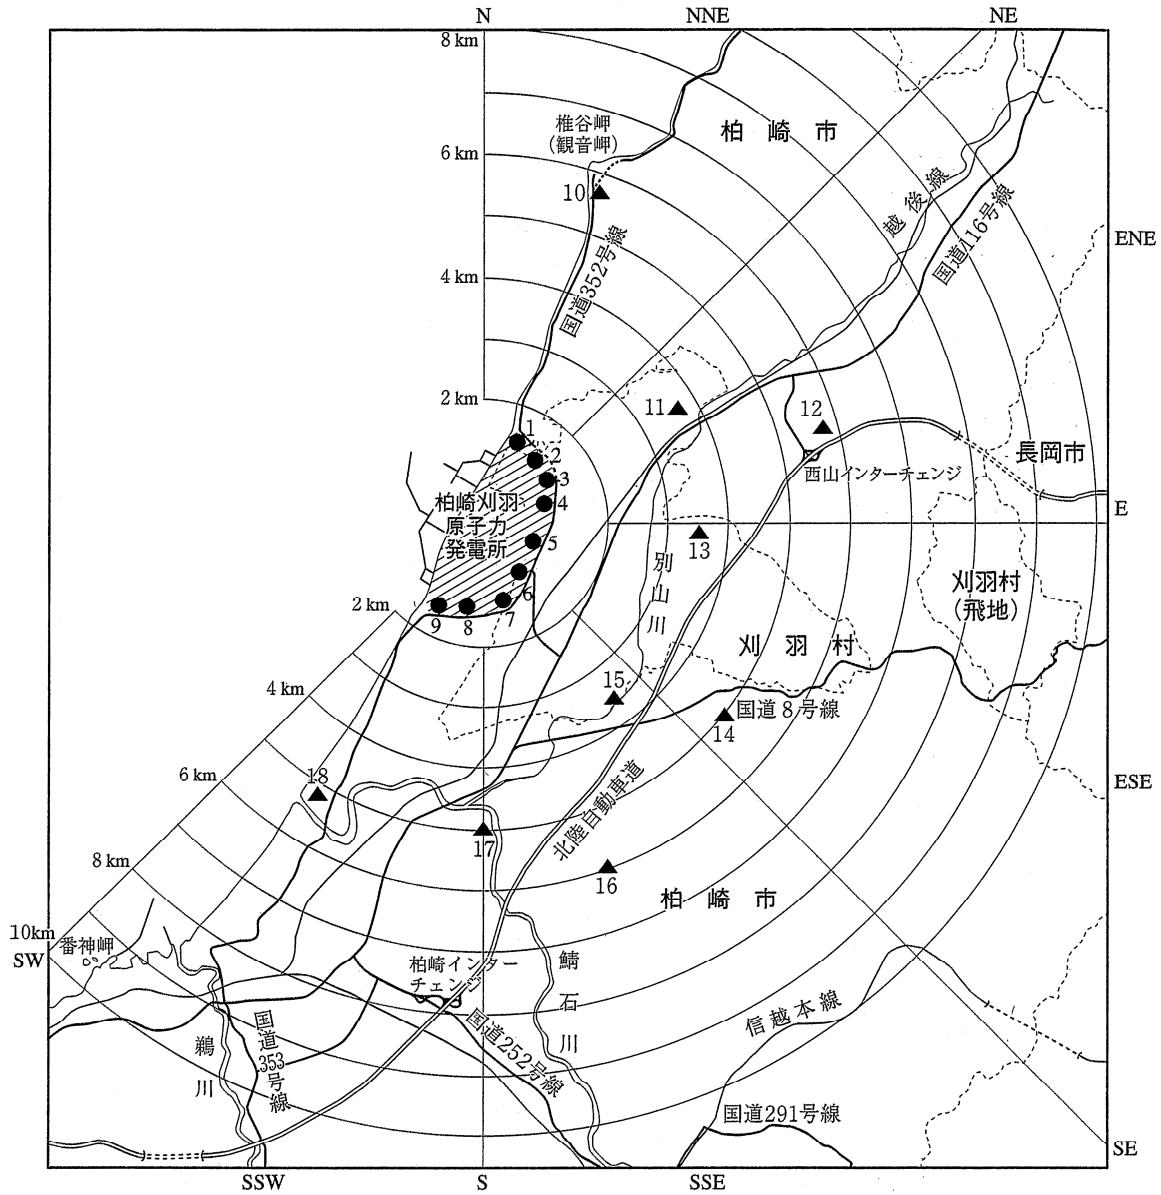 N
NNE
NE
8 km
椎谷岬
(観音岬)
柏崎市
6 km
10
越後線
国道116号線
ENE
国道352号線
4 km
2 km
11
12
1
2
3
4
5
6
7
8
9
柏崎刈羽
原子力
発電所
長岡市
西山インターチェンジ
E
13
別山川
刈羽村
(飛地)
2 km
刈羽村
15
4 km
国道8号線
14
6 km
18
ESE
北陸自動車道
17
16
8 km
柏崎市
10km
SW
番神岬
柏崎インター
チェンジ
鯖石川
信越本線
国道353号線
国道252号線
鵜川
国道291号線
SE
SSW
S
SSE